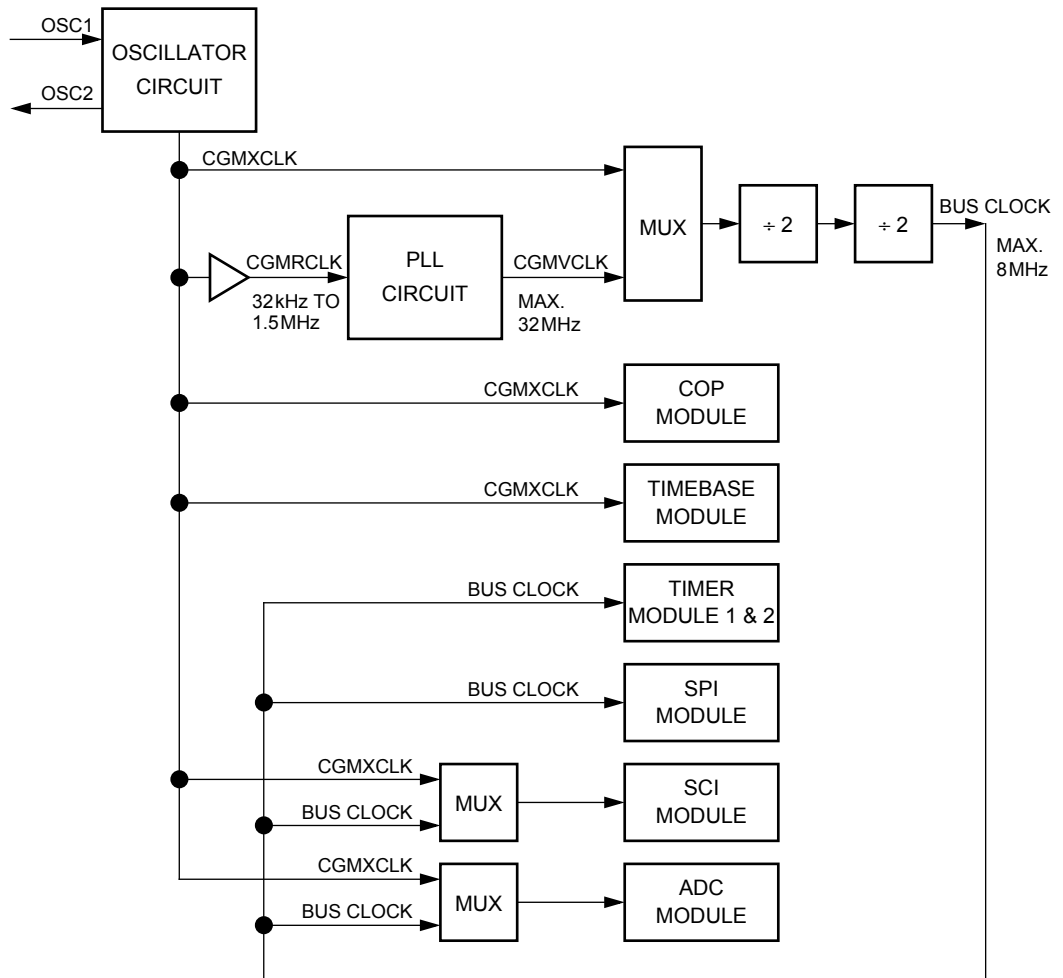 OSC1
OSCILLATOR
CIRCUIT
OSC2
CGMXCLK
MUX
÷ 2
÷ 2
BUS CLOCK
MAX.
8MHz
CGMRCLK
32kHz TO
1.5MHz
PLL
CIRCUIT
CGMVCLK
MAX.
32MHz
CGMXCLK
COP
MODULE
CGMXCLK
TIMEBASE
MODULE
BUS CLOCK
TIMER
MODULE 1 & 2
BUS CLOCK
SPI
MODULE
CGMXCLK
BUS CLOCK
MUX
SCI
MODULE
CGMXCLK
BUS CLOCK
MUX
ADC
MODULE